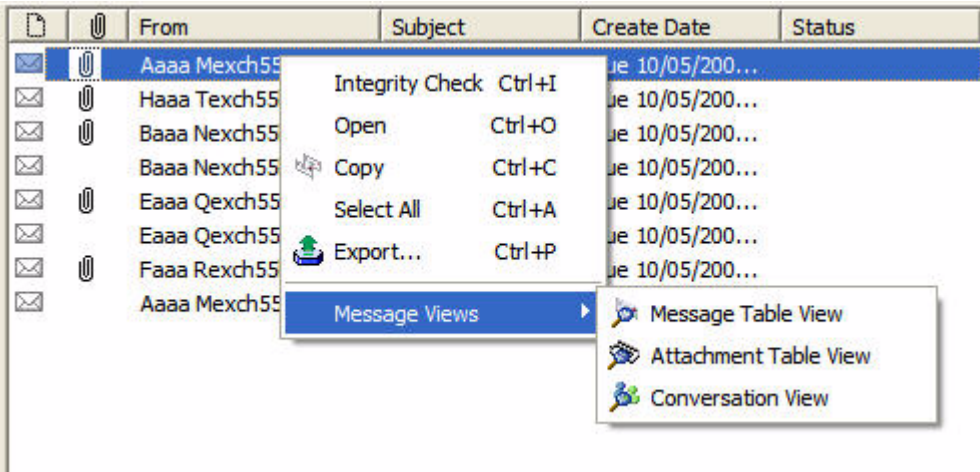 From Subject Create Date Status
Aaaa Mexch55 ue 10/05/200...
Haaa Texch55 ue 10/05/200...
Baaa Nexch55 ue 10/05/200...
Baaa Nexch55 ue 10/05/200...
Eaaa Qexch55 ue 10/05/200...
Eaaa Qexch55 ue 10/05/200...
Faaa Rexch55 ue 10/05/200...
Aaaa Mexch55
Integrity Check Ctrl+I
Open Ctrl+O
Copy Ctrl+C
Select All Ctrl+A
Export... Ctrl+P
Message Views
Message Table View
Attachment Table View
Conversation View